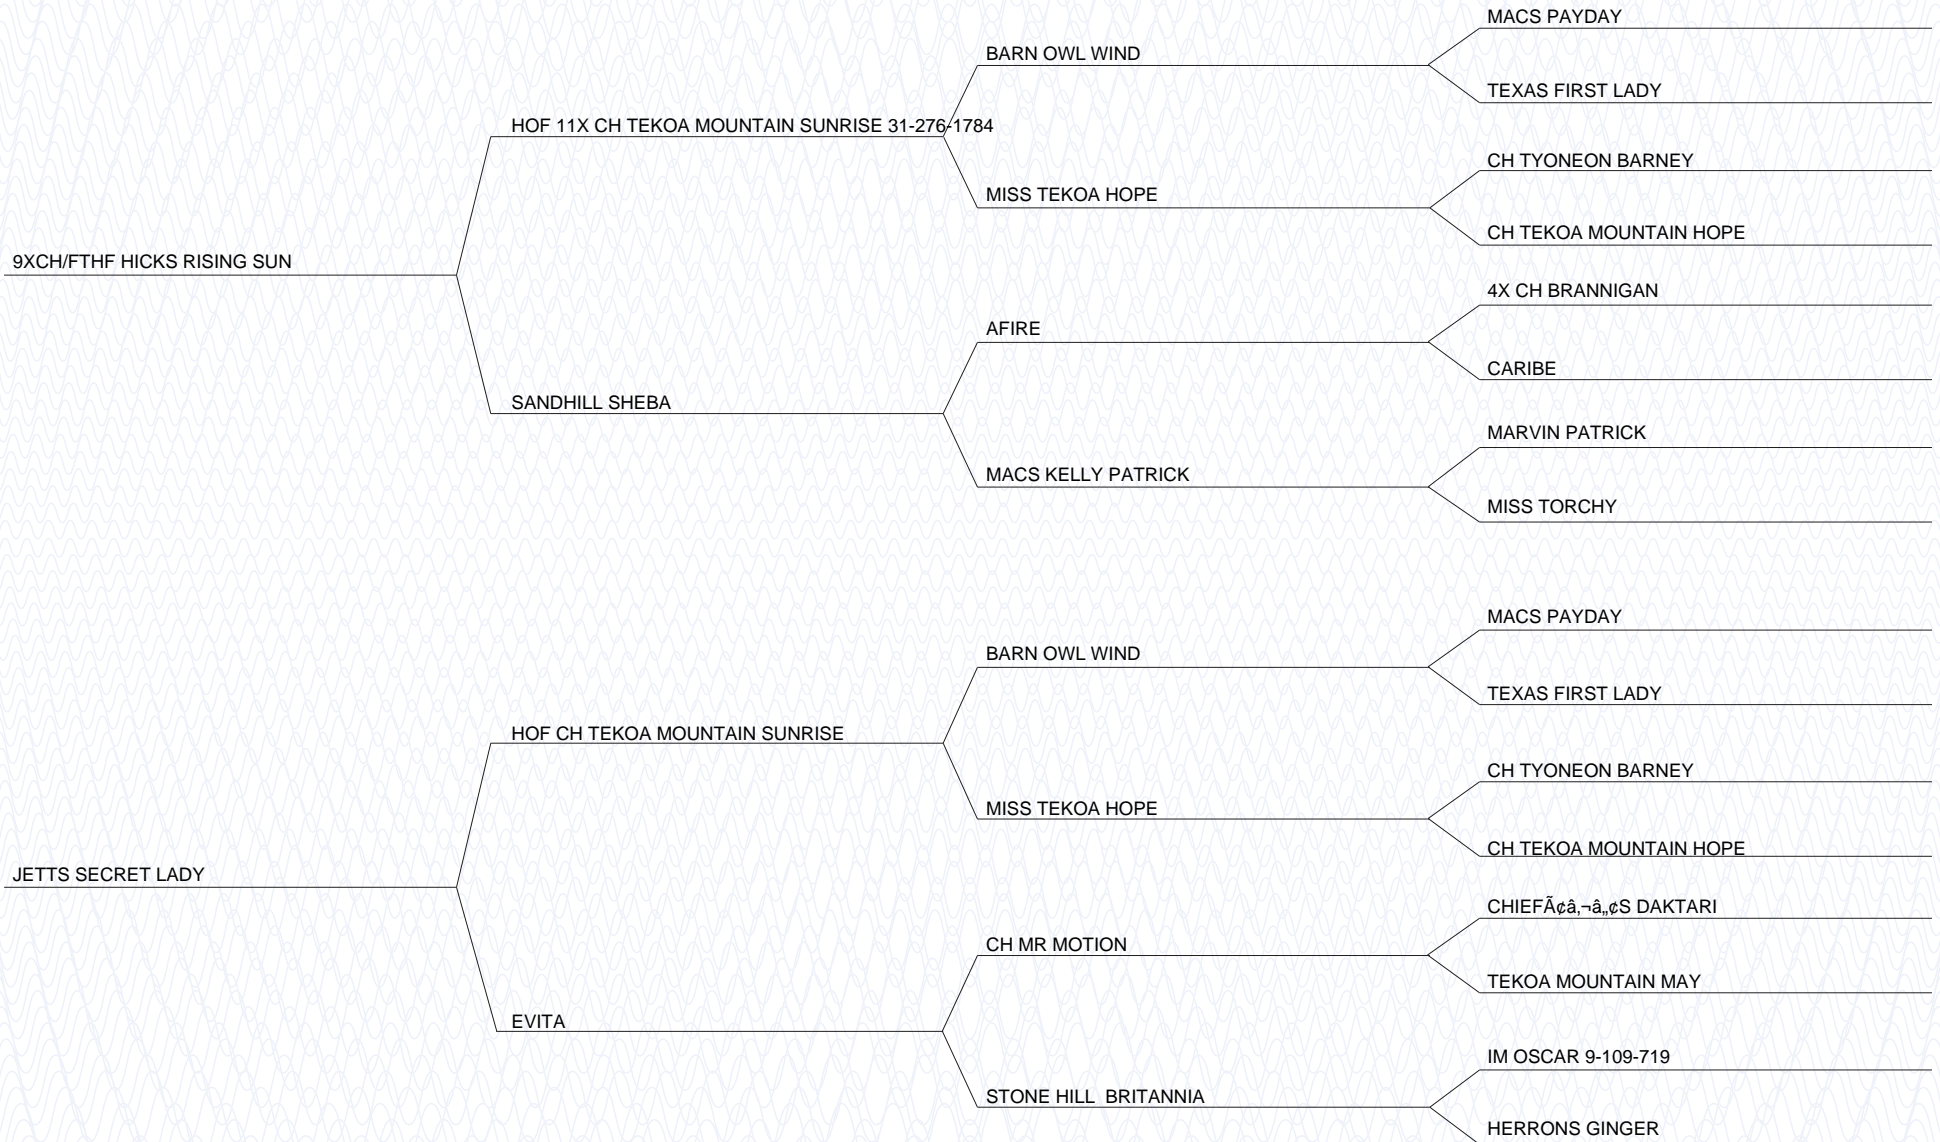 MACS PAYDAY
BARN OWL WIND
TEXAS FIRST LADY
HOF 11X CH TEKOA MOUNTAIN SUNRISE 31-276-1784
CH TYONEON BARNEY
MISS TEKOA HOPE
CH TEKOA MOUNTAIN HOPE
9XCH/FTHF HICKS RISING SUN
4X CH BRANNIGAN
AFIRE
CARIBE
SANDHILL SHEBA
MARVIN PATRICK
MACS KELLY PATRICK
MISS TORCHY
MACS PAYDAY
BARN OWL WIND
TEXAS FIRST LADY
HOF CH TEKOA MOUNTAIN SUNRISE
CH TYONEON BARNEY
MISS TEKOA HOPE
CH TEKOA MOUNTAIN HOPE
JETTS SECRET LADY
CHIEFÃ¢â‚¬â„¢S DAKTARI
CH MR MOTION
TEKOA MOUNTAIN MAY
EVITA
IM OSCAR 9-109-719
STONE HILL  BRITANNIA
HERRONS GINGER